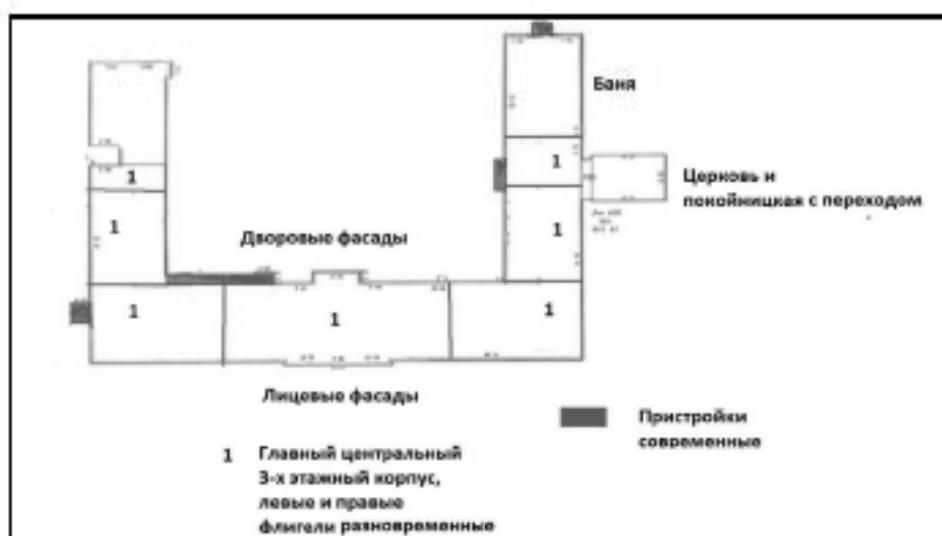 Баня
1
1
Церковь и
покойницкая с переходом
1
1
Дворовые фасады
1
1
1
Лицевые фасады
Пристройки
современные
1 Главный центральный
3-х этажный корпус,
левые и правые
флигели разновременные